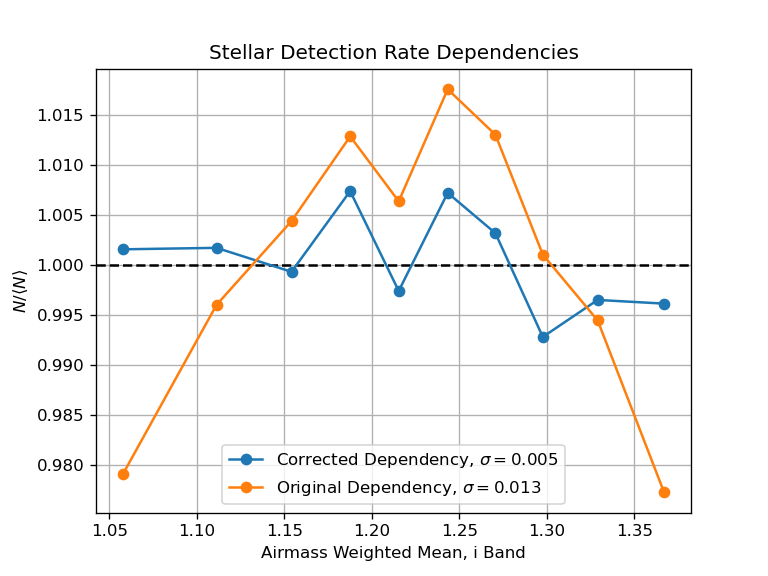 Stellar Detection Rate Dependencies
N/⟨N⟩
1.015
1.010
1.005
1.000
0.995
0.990
0.985
0.980
Corrected Dependency, σ = 0.005
Original Dependency, σ = 0.013
1.05 1.10 1.15 1.20 1.25 1.30 1.35
Airmass Weighted Mean, i Band